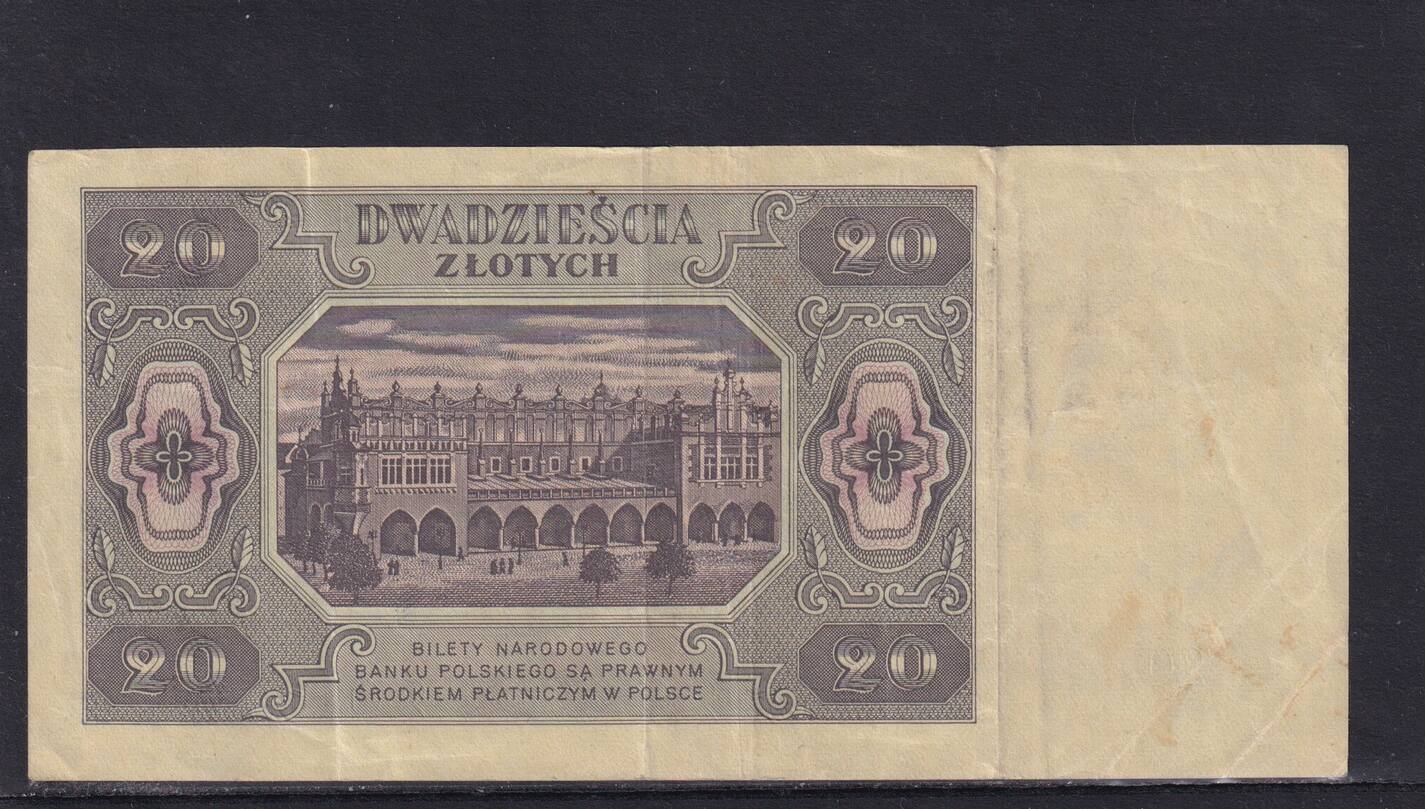 20 DWADZIEŚCIA 20
ZŁOTYCH
20 BILETY NARODOWEGO 20
BANKU POLSKIEGO SĄ PRAWNYM
ŚRODKIEM PŁATNICZYM W POLSCE